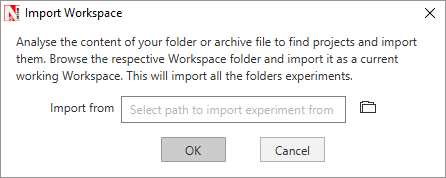 Import Workspace
Analyse the content of your folder or archive file to find projects and import
them. Browse the respective Workspace folder and import it as a current
working Workspace. This will import all the folders experiments.
Import from Select path to import experiment from
OK Cancel